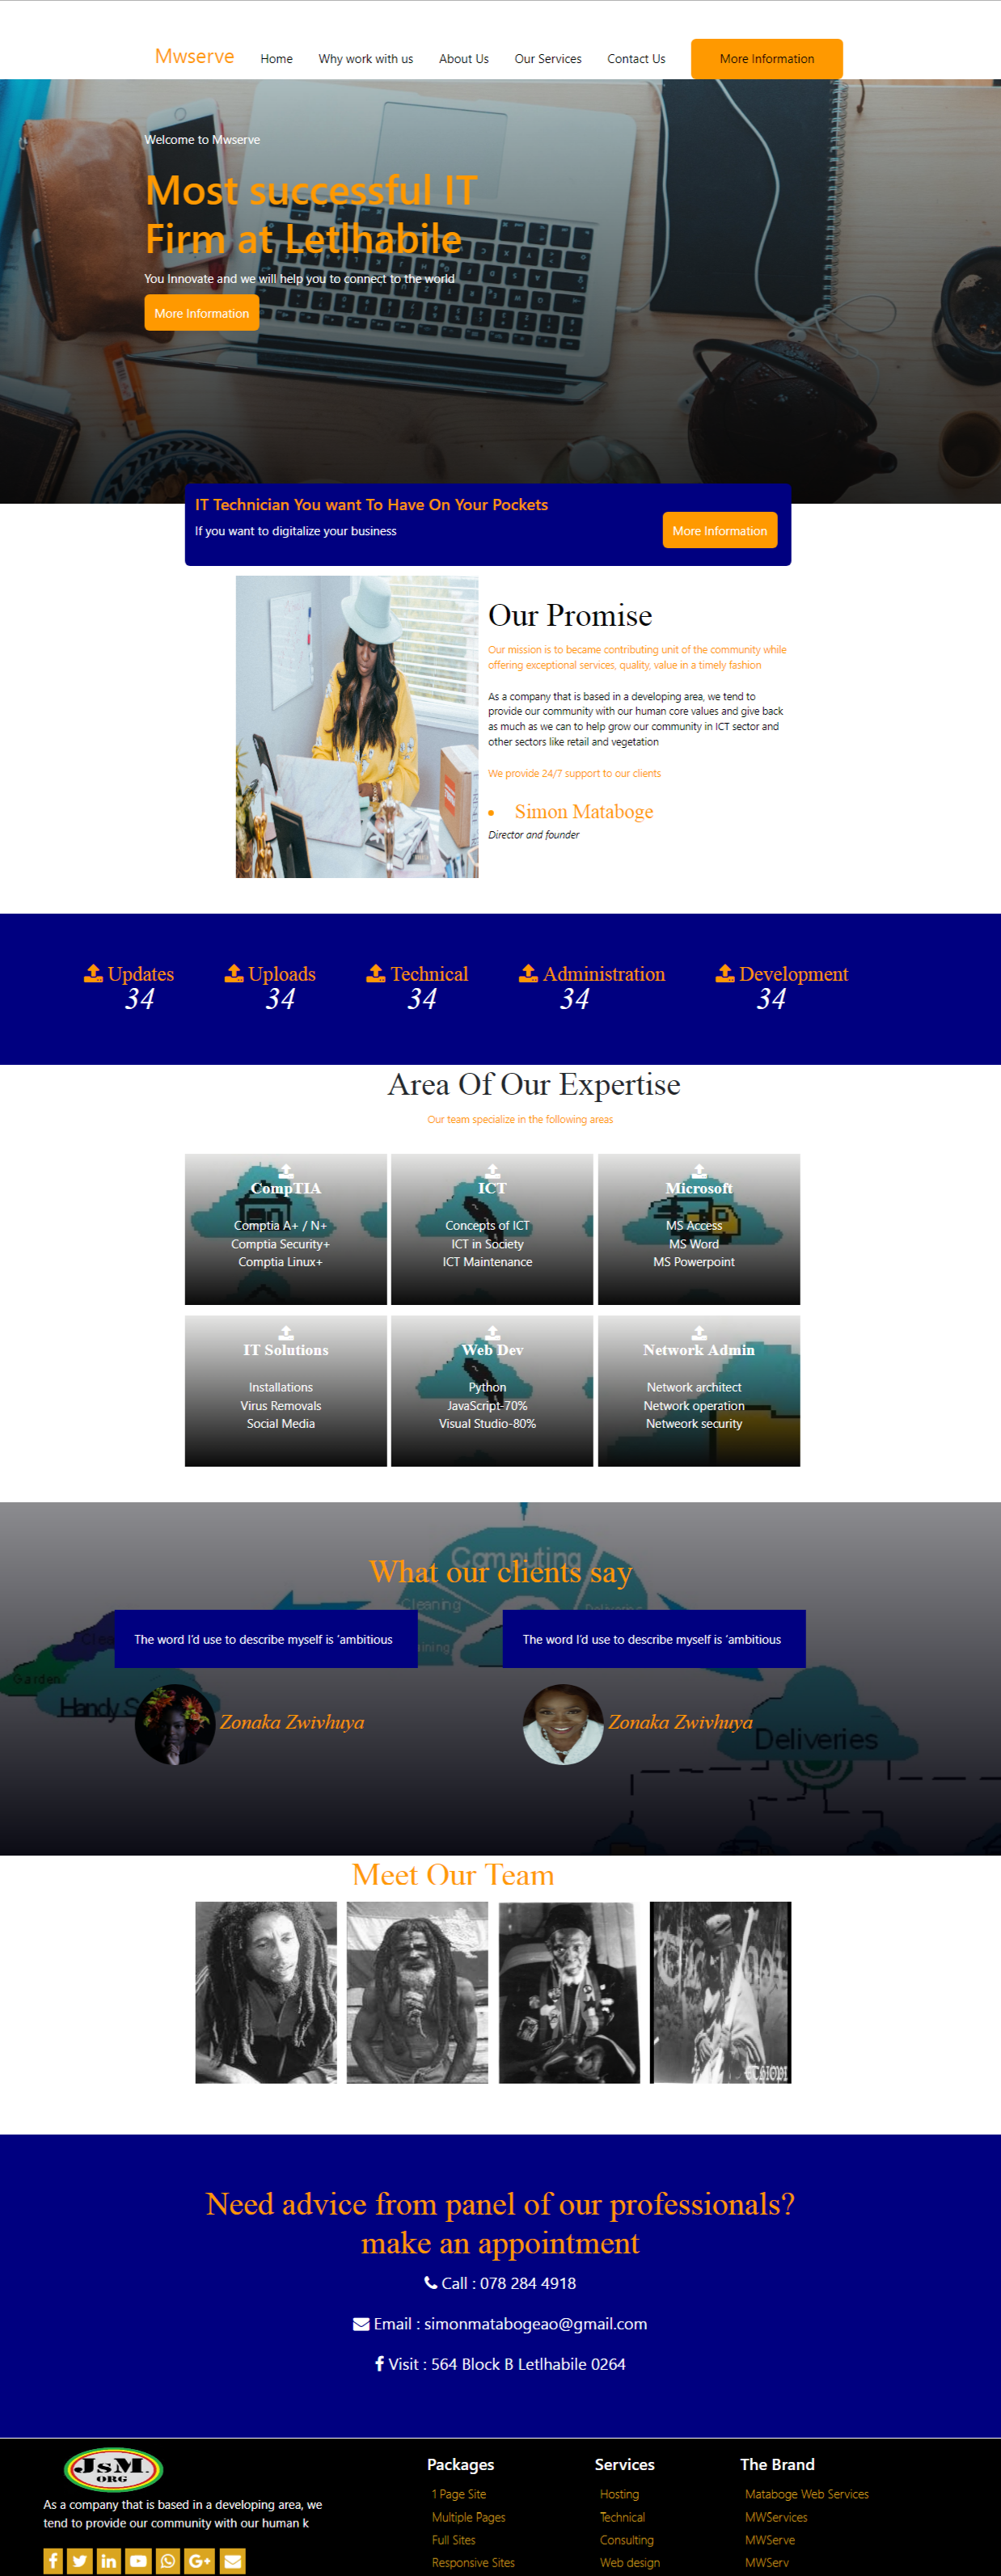 Mwserve
Home
Why work with us
About Us
Our Services
Contact Us
More Information
Welcome to Mwserve
Most successful IT
Firm at Letlhabile
You Innovate and we will help you to connect to the world
More Information
IT Technician You want To Have On Your Pockets
If you want to digitalize your business
More Information
Our Promise
Our mission is to became contributing unit of the community while
offering exceptional services, quality, value in a timely fashion
As a company that is based in a developing area, we tend to
provide our community with our human core values and give back
as much as we can to help grow our community in ICT sector and
other sectors like retail and vegetation
We provide 24/7 support to our clients
• Simon Mataboge
Director and founder
Updates
34
Uploads
34
Technical
34
Administration
34
Development
34
Area Of Our Expertise
Our team specialize in the following areas
CompTIA
Comptia A+ / N+
Comptia Security+
Comptia Linux+
ICT
Concepts of ICT
ICT in Society
ICT Maintenance
Microsoft
MS Access
MS Word
MS Powerpoint
IT Solutions
Installations
Virus Removals
Social Media
Web Dev
Python
JavaScript-70%
Visual Studio-80%
Network Admin
Network architect
Network operation
Netweork security
Computing
What our clients say
Cleaning
The word I'd use to describe myself is 'ambitious
The word I'd use to describe myself is 'ambitious
Garden
Handy S
Zonaka Zwivhuya
Zonaka Zwivhuya
Deliveries
Meet Our Team
Need advice from panel of our professionals?
make an appointment
Call : 078 284 4918
Email : simonmatabogeao@gmail.com
Visit : 564 Block B Letlhabile 0264
JsM.
ORG
As a company that is based in a developing area, we
tend to provide our community with our human k
Packages
1 Page Site
Multiple Pages
Full Sites
Responsive Sites
Services
Hosting
Technical
Consulting
Web design
The Brand
Mataboge Web Services
MWServices
MWServe
MWServ